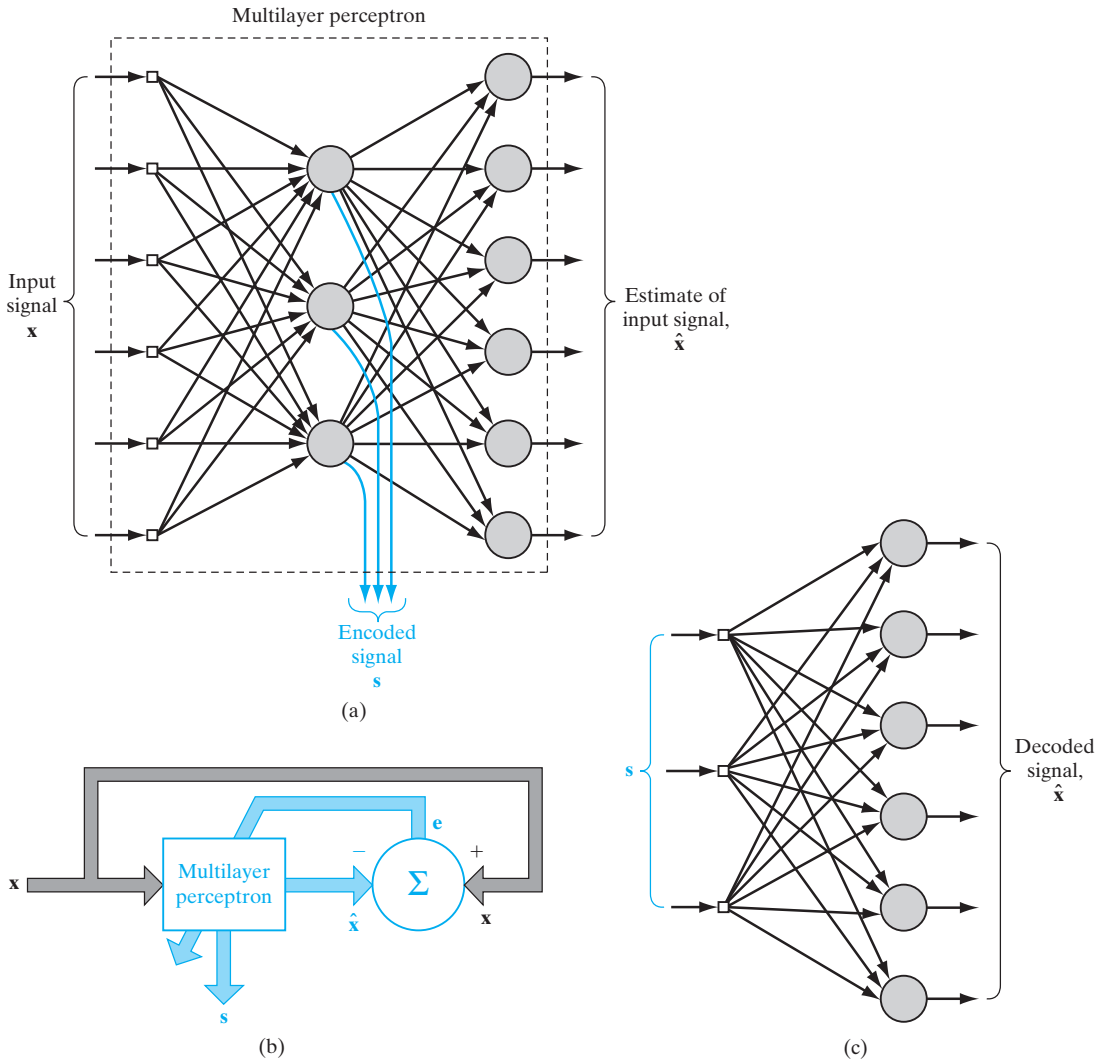 Multilayer perceptron
Input
signal
x
Estimate of
input signal,
x̂
Encoded
signal
s
(a)
x
Multilayer
perceptron
s
−
x̂
e
Σ
+
x
(b)
s
Decoded
signal,
x̂
(c)